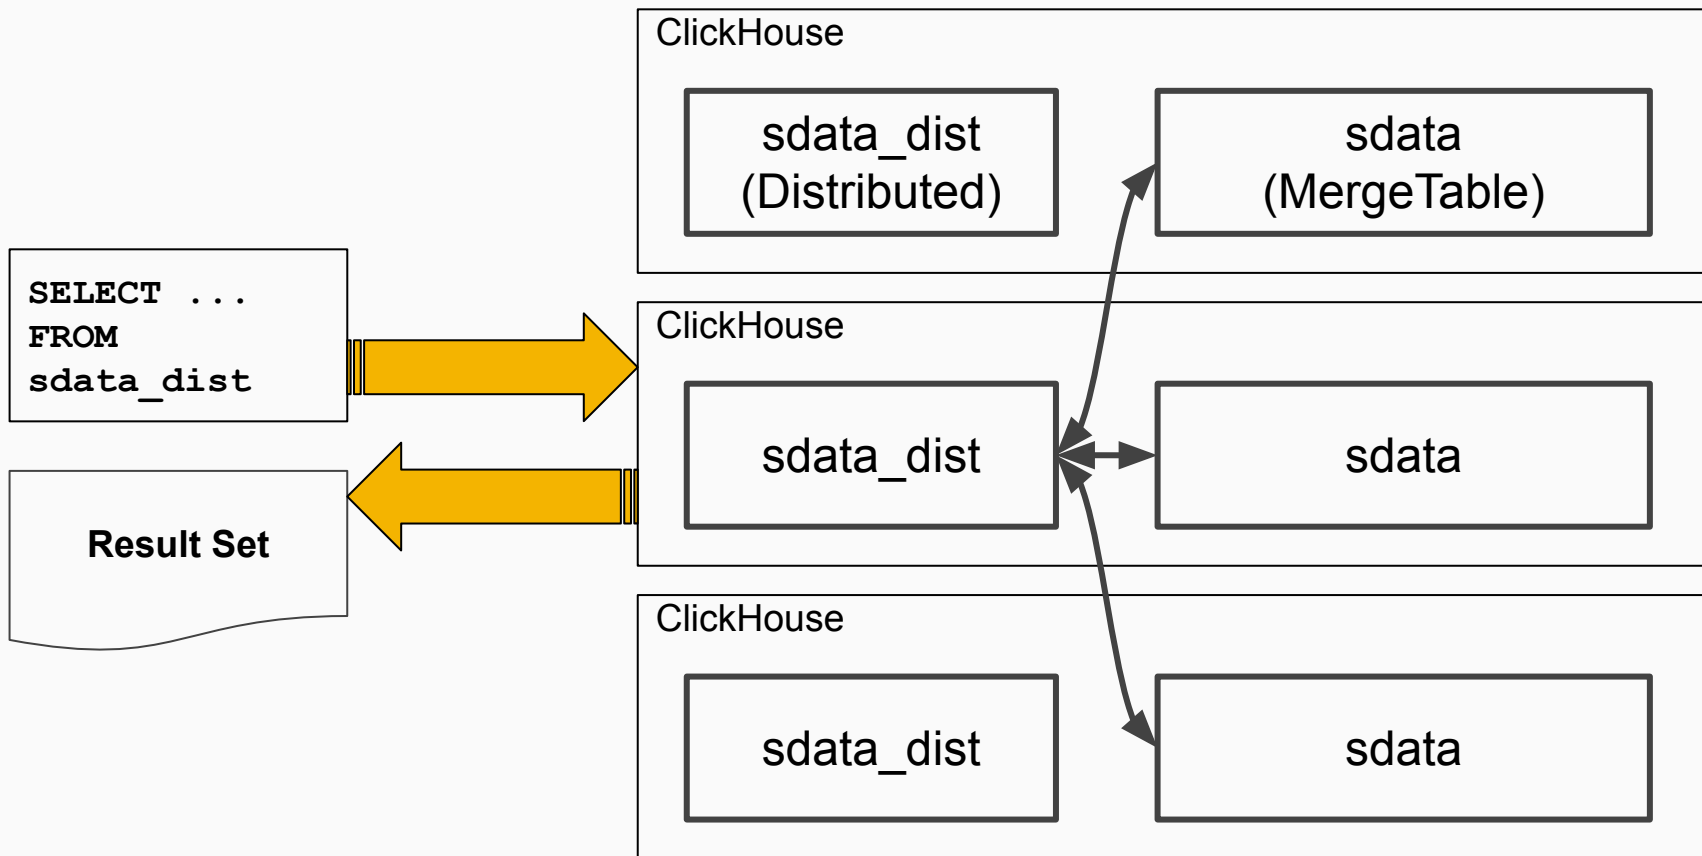 ClickHouse
sdata_dist
(Distributed)
sdata
(MergeTable)
SELECT ...
FROM
sdata_dist
ClickHouse
sdata_dist
sdata
Result Set
ClickHouse
sdata_dist
sdata